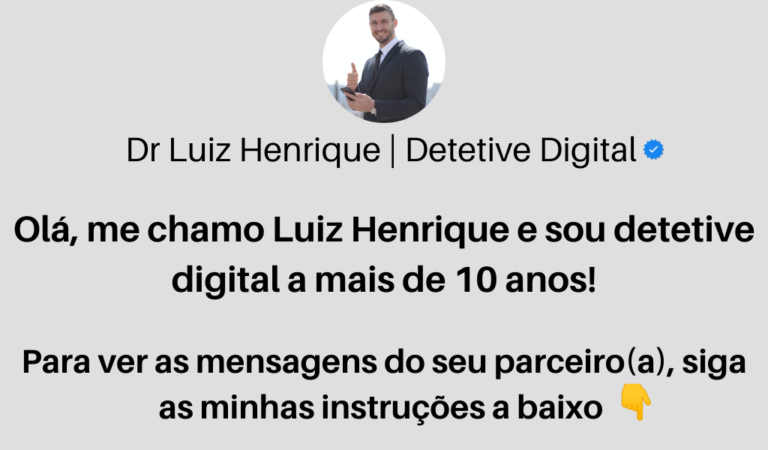 Dr Luiz Henrique | Detetive Digital
Olá, me chamo Luiz Henrique e sou detetive
digital a mais de 10 anos!
Para ver as mensagens do seu parceiro(a), siga
as minhas instruções a baixo 👇